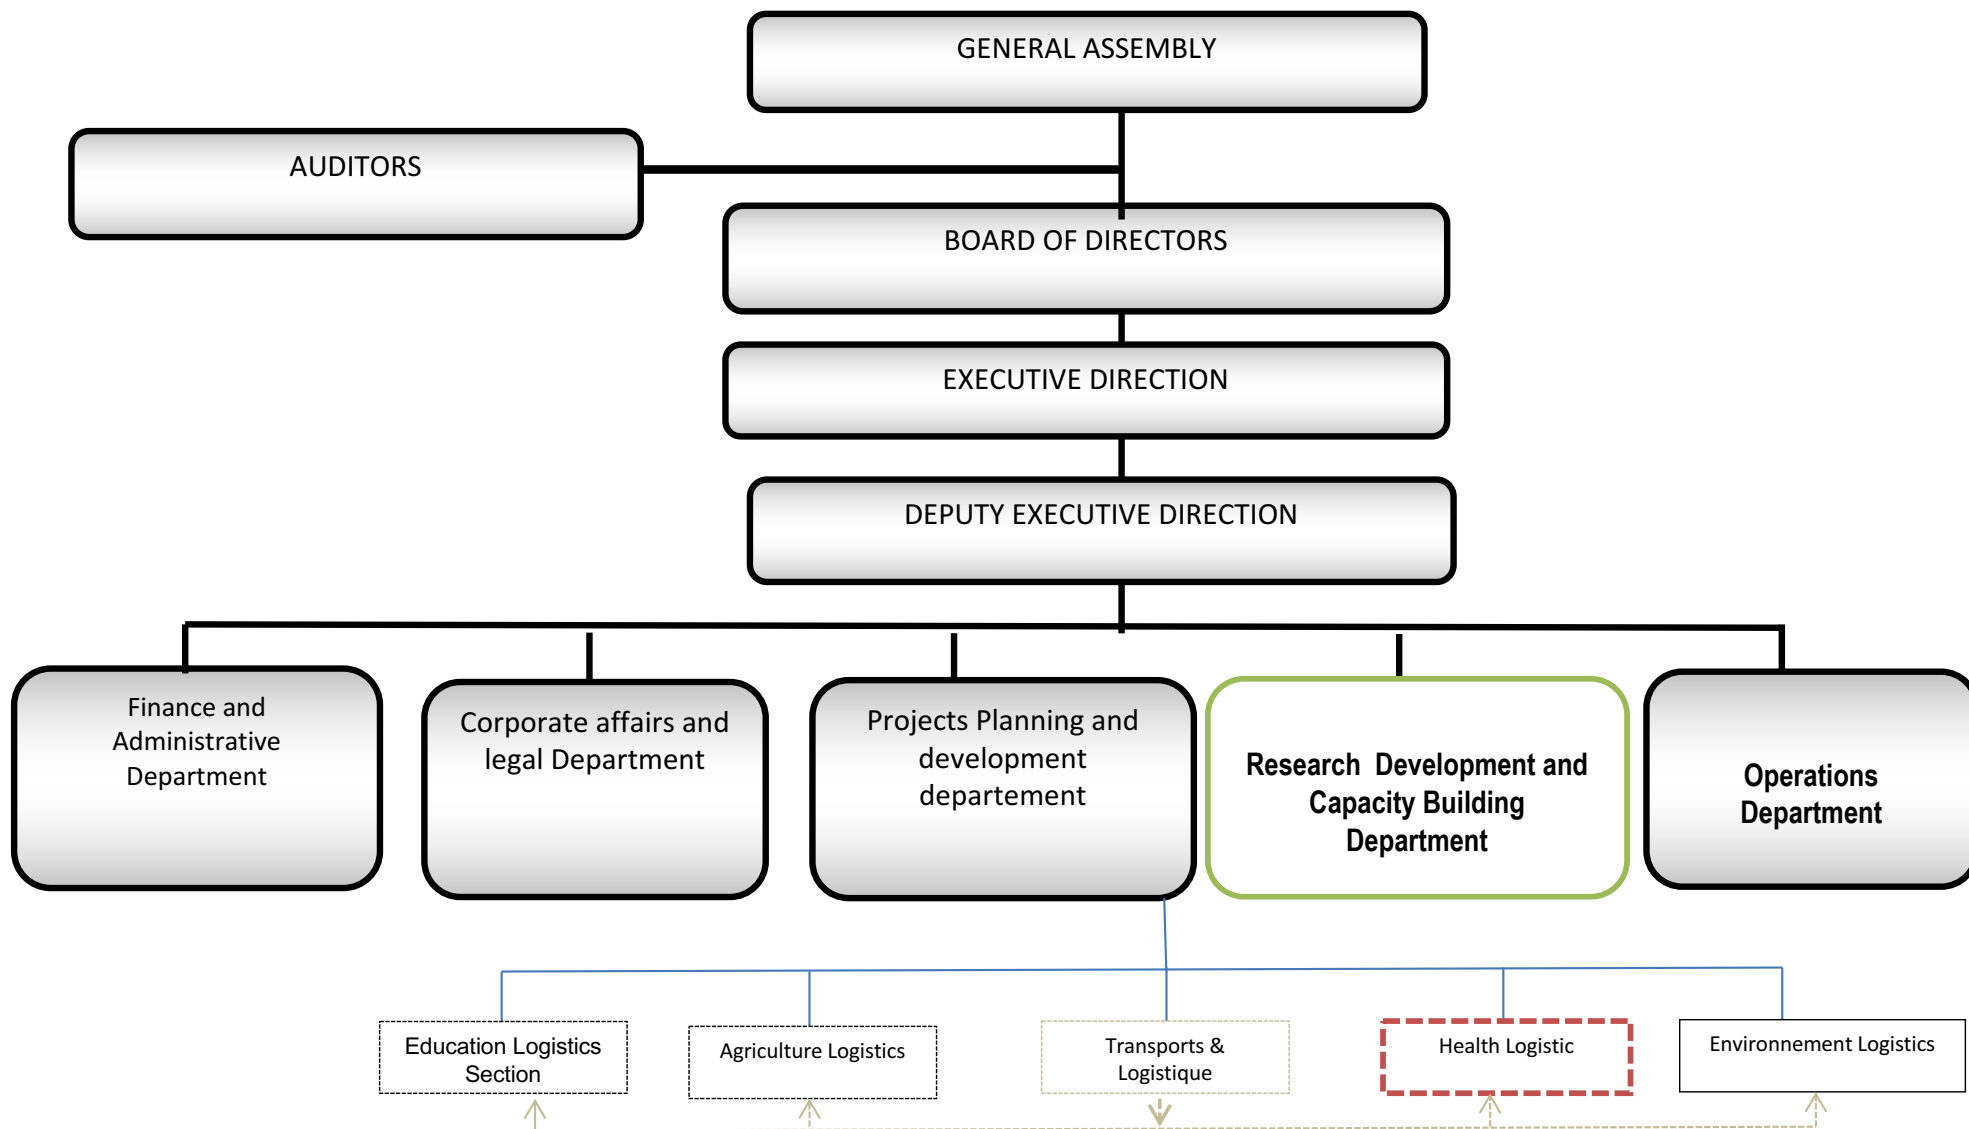 GENERAL ASSEMBLY
AUDITORS
BOARD OF DIRECTORS
EXECUTIVE DIRECTION
DEPUTY EXECUTIVE DIRECTION
Finance and
Administrative
Department
Corporate affairs and
legal Department
Projects Planning and
development
departement
Research Development and
Capacity Building
Department
Operations
Department
Education Logistics
Section
Agriculture Logistics
Transports &
Logistique
Health Logistic
Environnement Logistics